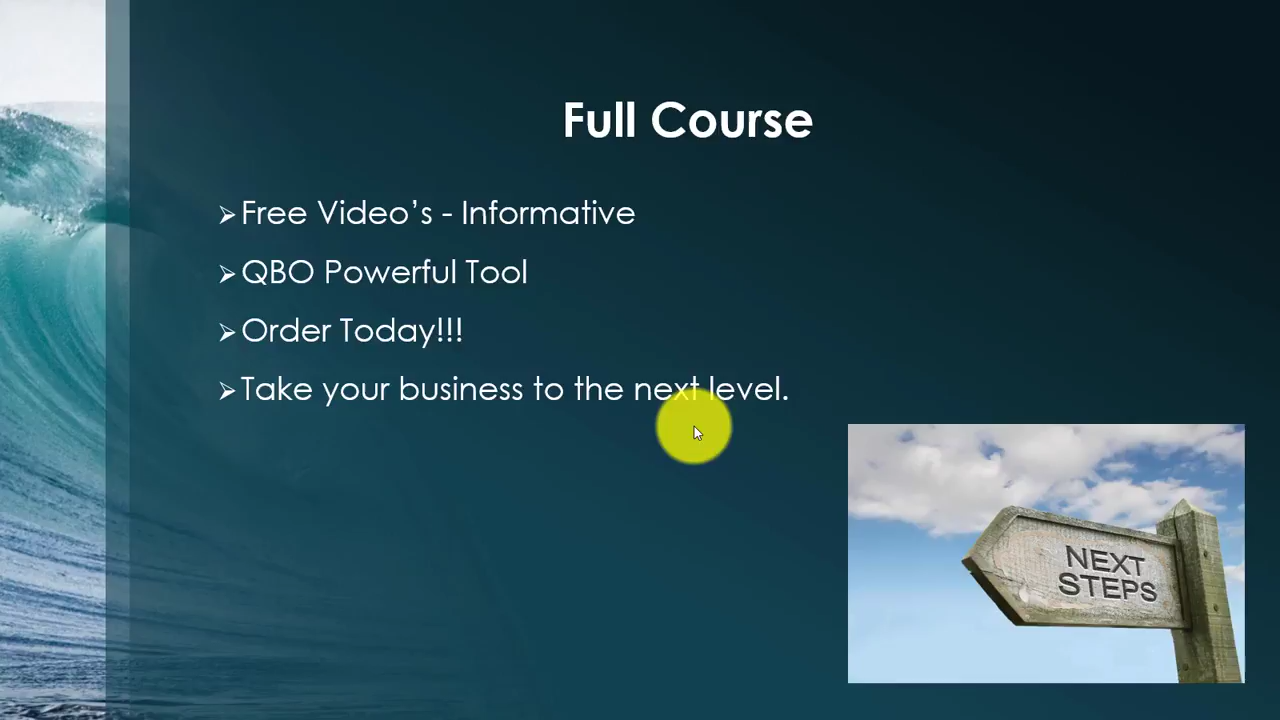 Full Course
Free Video’s - Informative
QBO Powerful Tool
Order Today!!!
Take your business to the next level.
NEXT
STEPS